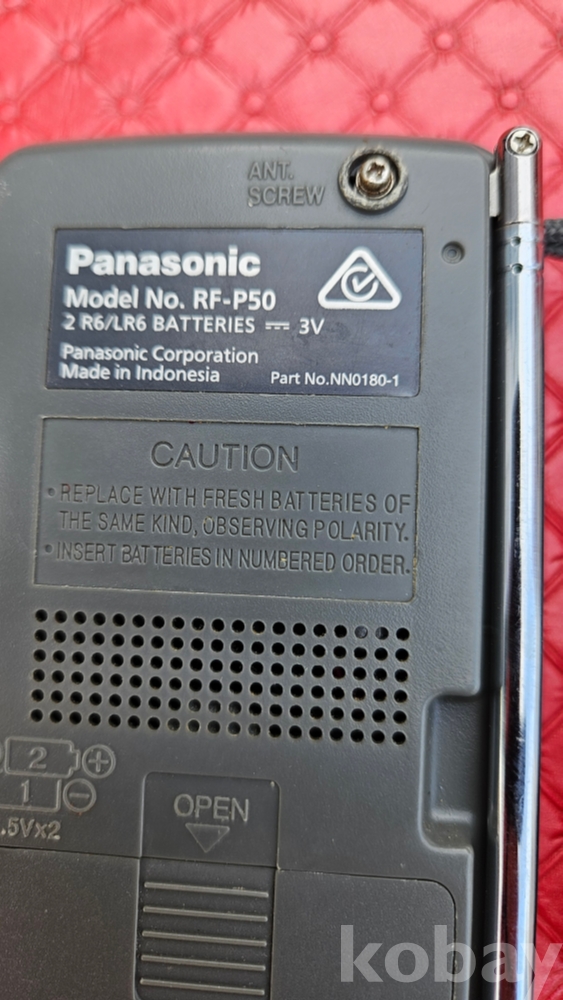 ANT.
SCREW
Panasonic
Model No. RF-P50
2 R6/LR6 BATTERIES ⎓ 3V
Panasonic Corporation
Made in Indonesia
Part No.NN0180-1
CAUTION
• REPLACE WITH FRESH BATTERIES OF
THE SAME KIND, OBSERVING POLARITY.
• INSERT BATTERIES IN NUMBERED ORDER.
2 +
1 −
.5Vx2
OPEN
kobay